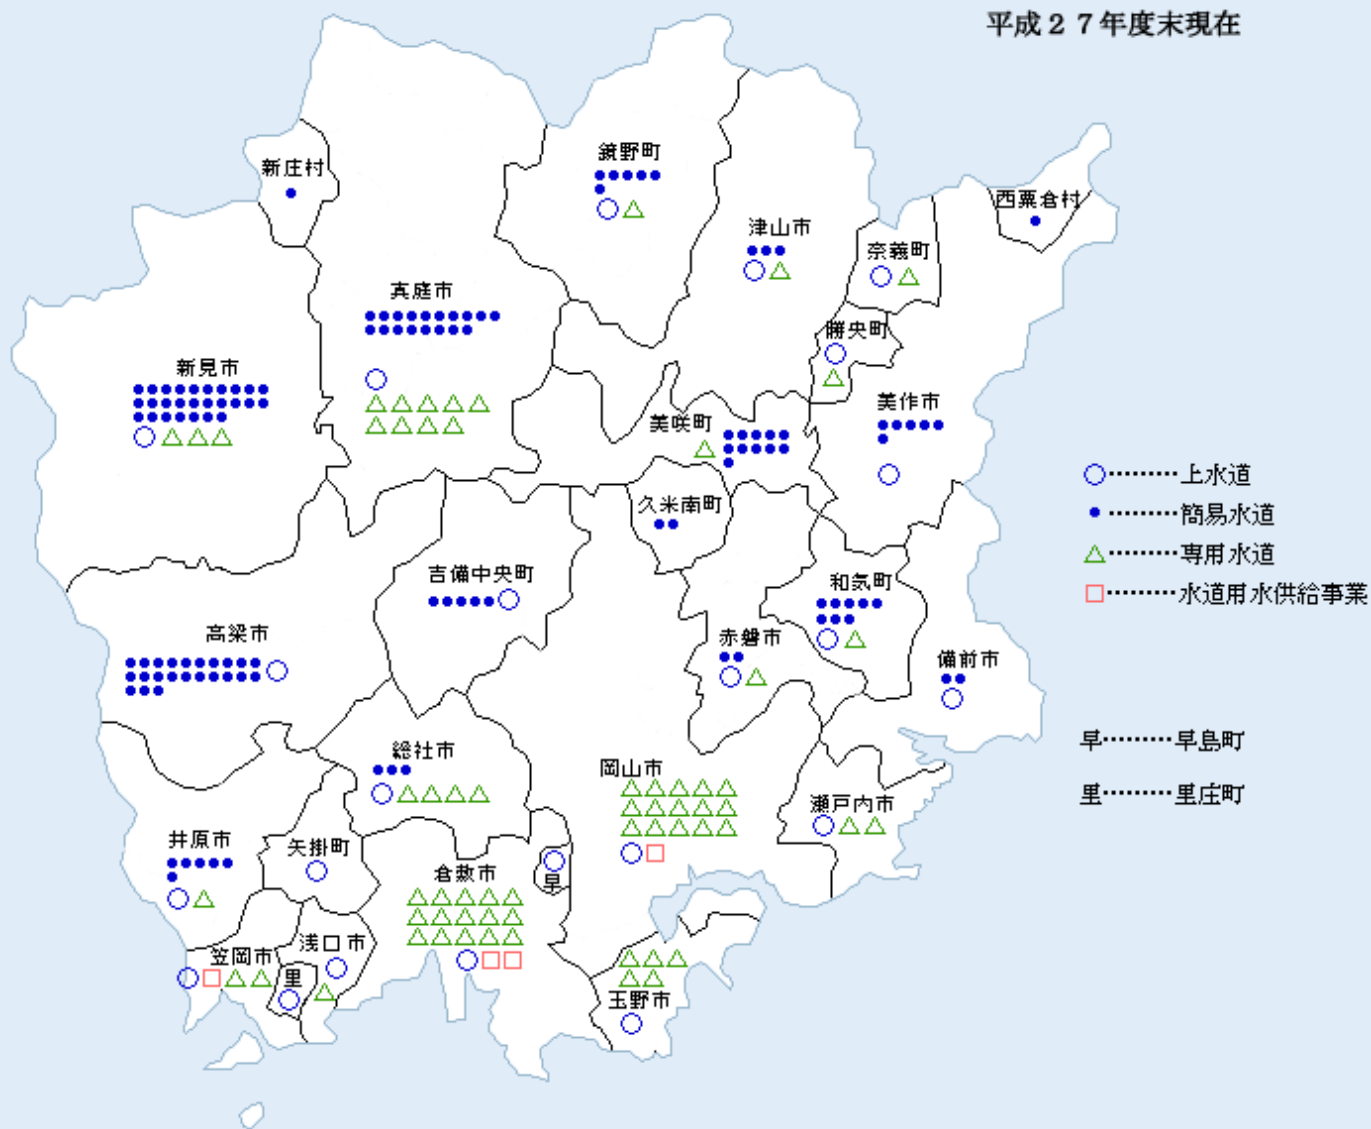 平成２７年度末現在
新庄村
鏡野町
西粟倉村
津山市
奈義町
真庭市
勝央町
新見市
美作市
美咲町
久米南町
○………上水道
●………簡易水道
△………専用水道
□………水道用水供給事業
吉備中央町
和気町
高梁市
赤磐市
備前市
早………早島町
総社市
岡山市
里………里庄町
瀬戸内市
井原市
矢掛町
倉敷市
早
浅口市
笠岡市
里
玉野市